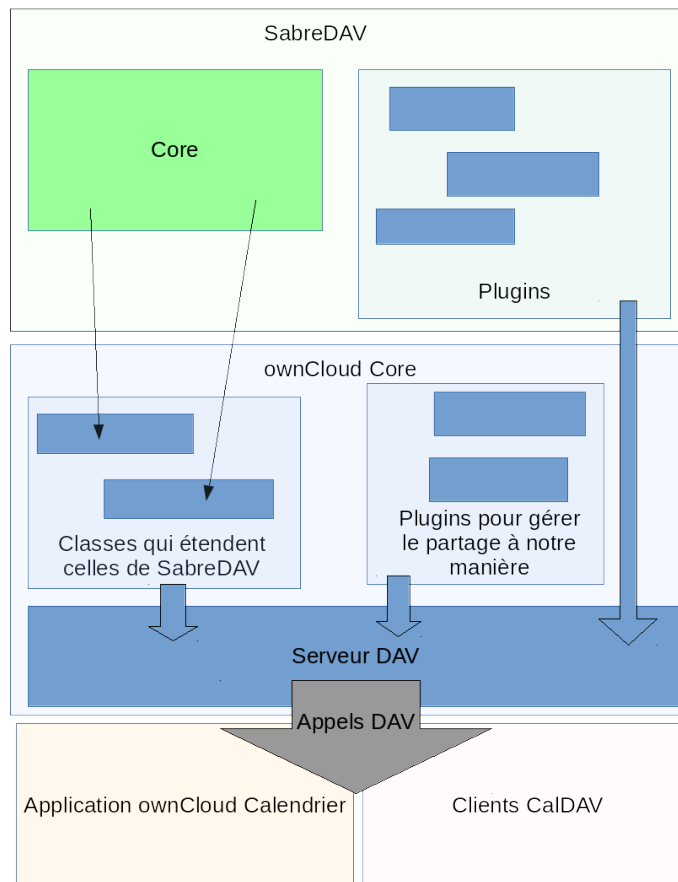 SabreDAV
Core
Plugins
ownCloud Core
Classes qui étendent
celles de SabreDAV
Plugins pour gérer
le partage à notre
manière
Serveur DAV
Appels DAV
Application ownCloud Calendrier
Clients CalDAV